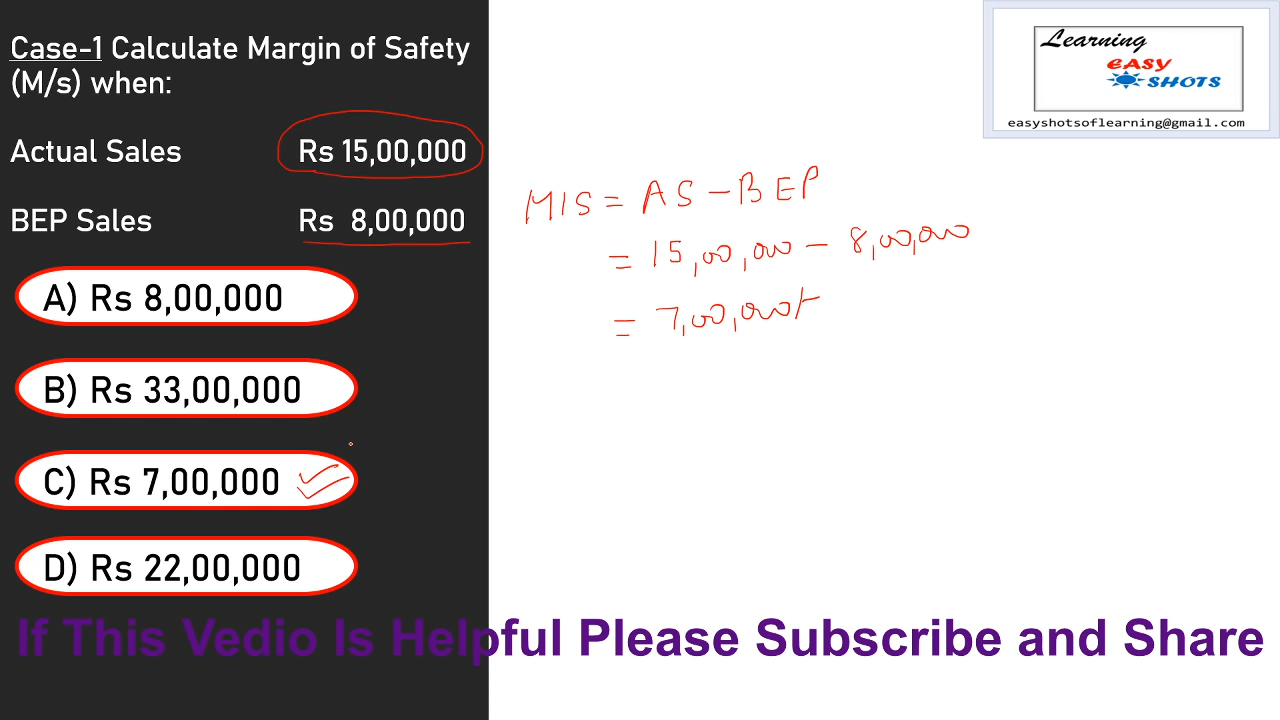 Case-1 Calculate Margin of Safety
(M/s) when:
Actual Sales Rs 15,00,000
BEP Sales Rs 8,00,000
A) Rs 8,00,000
B) Rs 33,00,000
C) Rs 7,00,000
D) Rs 22,00,000
Learning
EASY
SHOTS
easyshotsoflearning@gmail.com
M/S = AS - BEP
= 15,00,000 - 8,00,000
= 7,00,000/-
If This Vedio Is Helpful Please Subscribe and Share